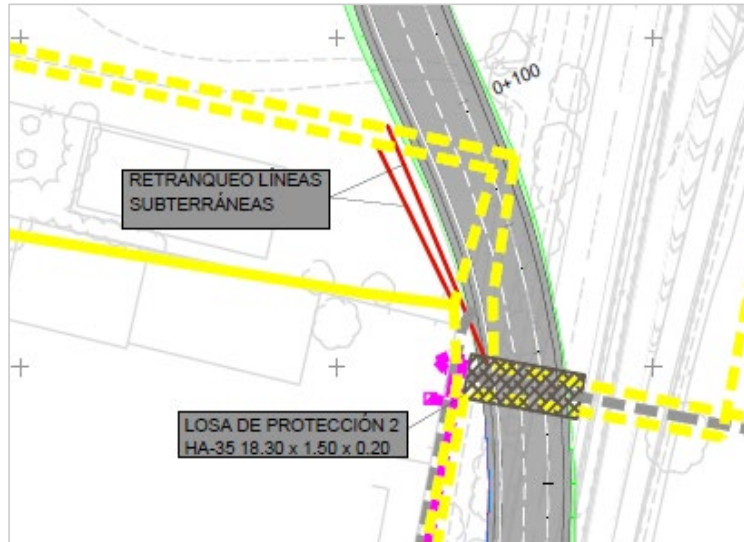 0+100
RETRANQUEO LÍNEAS
SUBTERRÁNEAS
LOSA DE PROTECCIÓN 2
HA-35 18.30 x 1.50 x 0.20